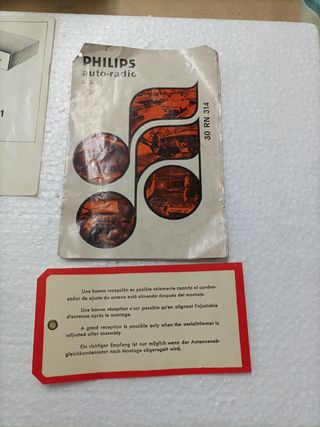 PHILIPS
auto-radio
30 RN 314
1
Una buena recepción es posible solamente cuando el conden-
sador de ajuste da antena está alineado después del montaje.
Une bonne réception n'est possible qu'en alignant l'ajustable
d'antenne après le montage.
A good reception is possible only when the aerialtrimmer is
adjusted after assembly.
Ein richtiger Empfang ist nur möglich wenn der Antennenab-
gleichkondensator nach Montage abgeregelt wird.